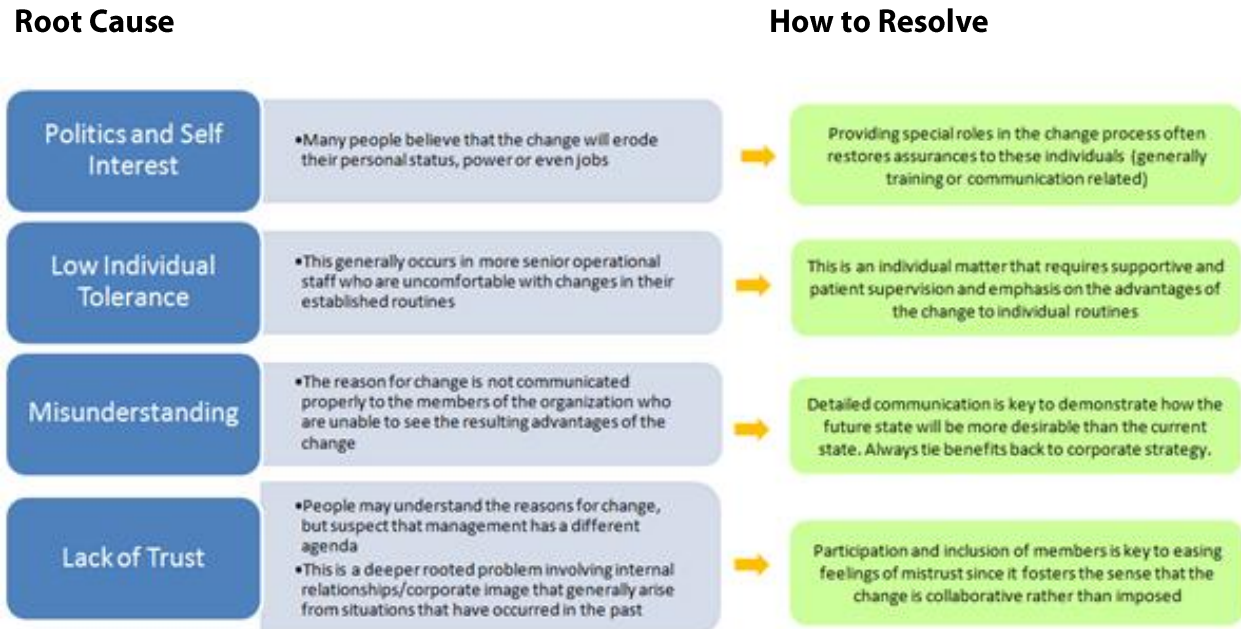 Root Cause
How to Resolve
Politics and Self
Interest
•Many people believe that the change will erode
their personal status, power or even jobs
Providing special roles in the change process often
restores assurances to these individuals (generally
training or communication related)
Low Individual
Tolerance
•This generally occurs in more senior operational
staff who are uncomfortable with changes in their
established routines
This is an individual matter that requires supportive and
patient supervision and emphasis on the advantages of
the change to individual routines
Misunderstanding
•The reason for change is not communicated
properly to the members of the organization who
are unable to see the resulting advantages of the
change
Detailed communication is key to demonstrate how the
future state will be more desirable than the current
state. Always tie benefits back to corporate strategy.
Lack of Trust
•People may understand the reasons for change,
but suspect that management has a different
agenda
•This is a deeper rooted problem involving internal
relationships/corporate image that generally arise
from situations that have occurred in the past
Participation and inclusion of members is key to easing
feelings of mistrust since it fosters the sense that the
change is collaborative rather than imposed